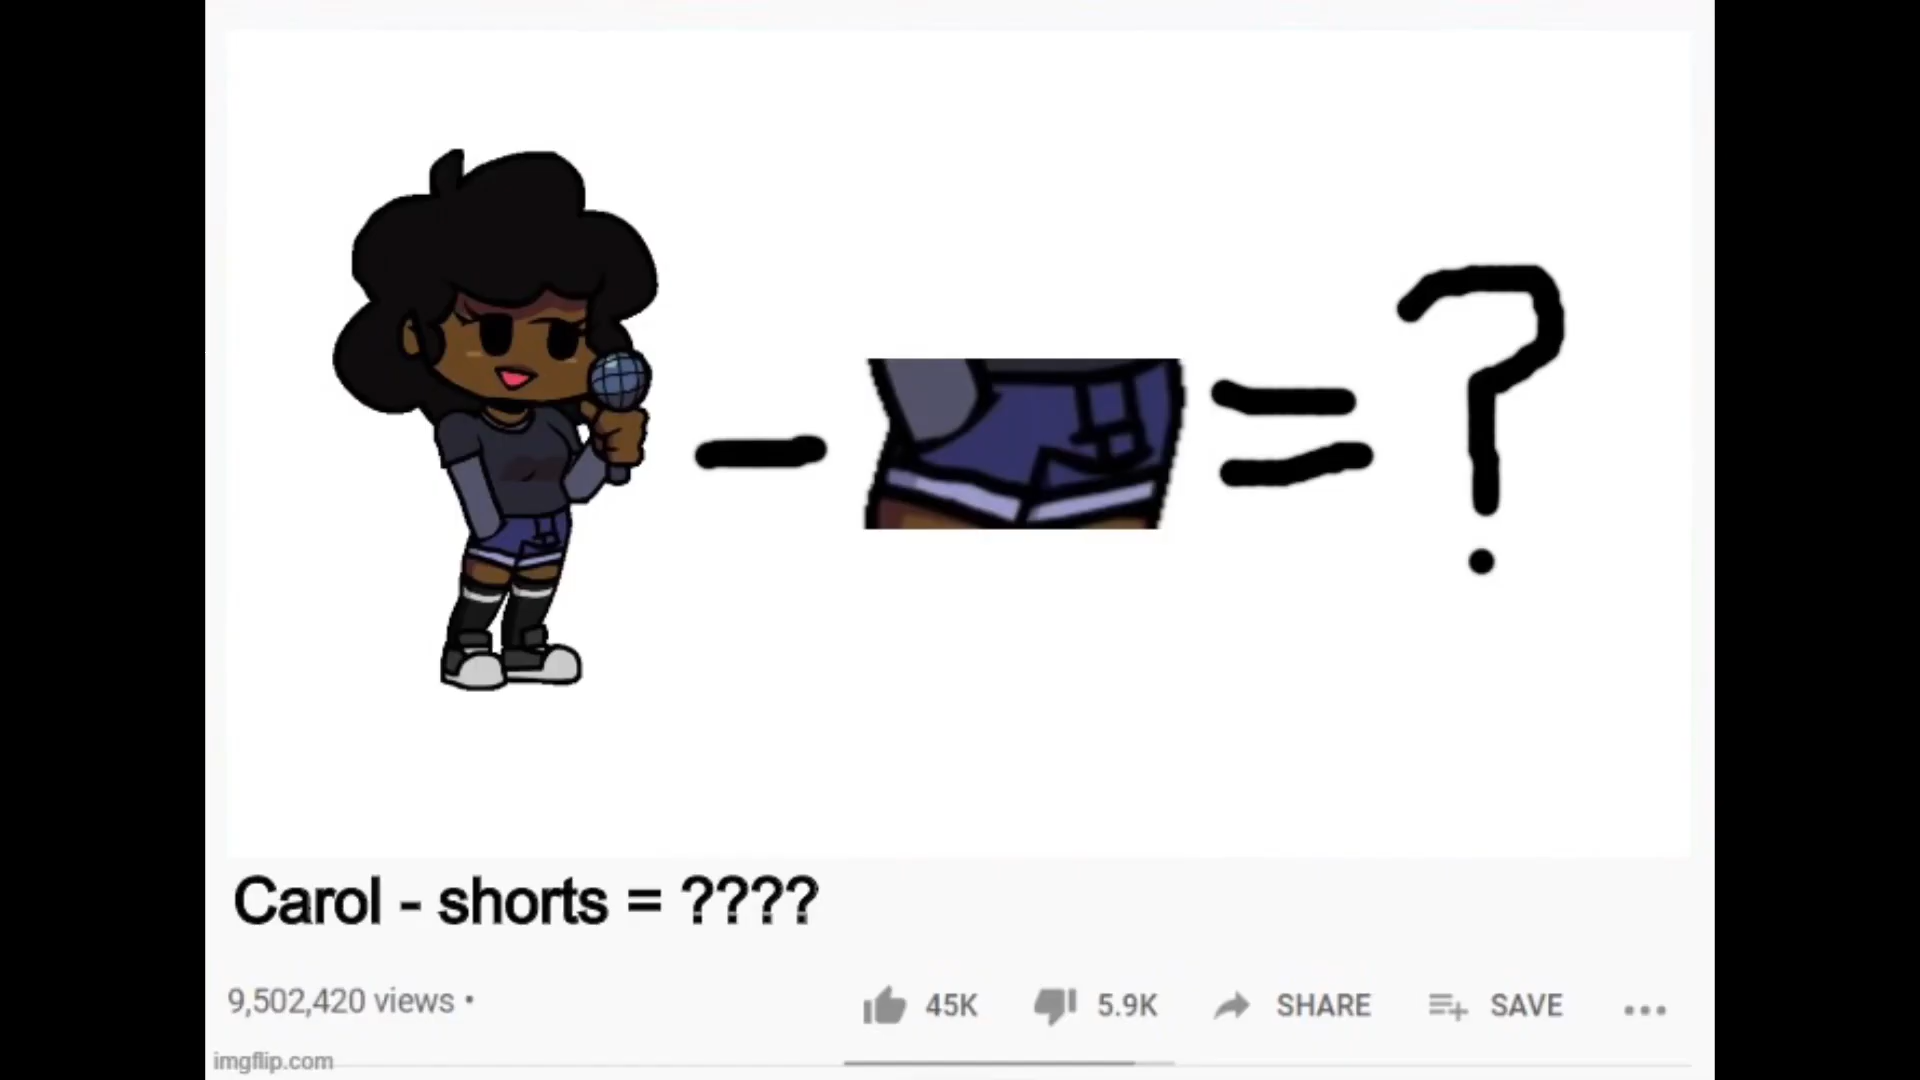 - = ?
Carol - shorts = ????
9,502,420 views •
45K
5.9K
SHARE
SAVE
imgflip.com